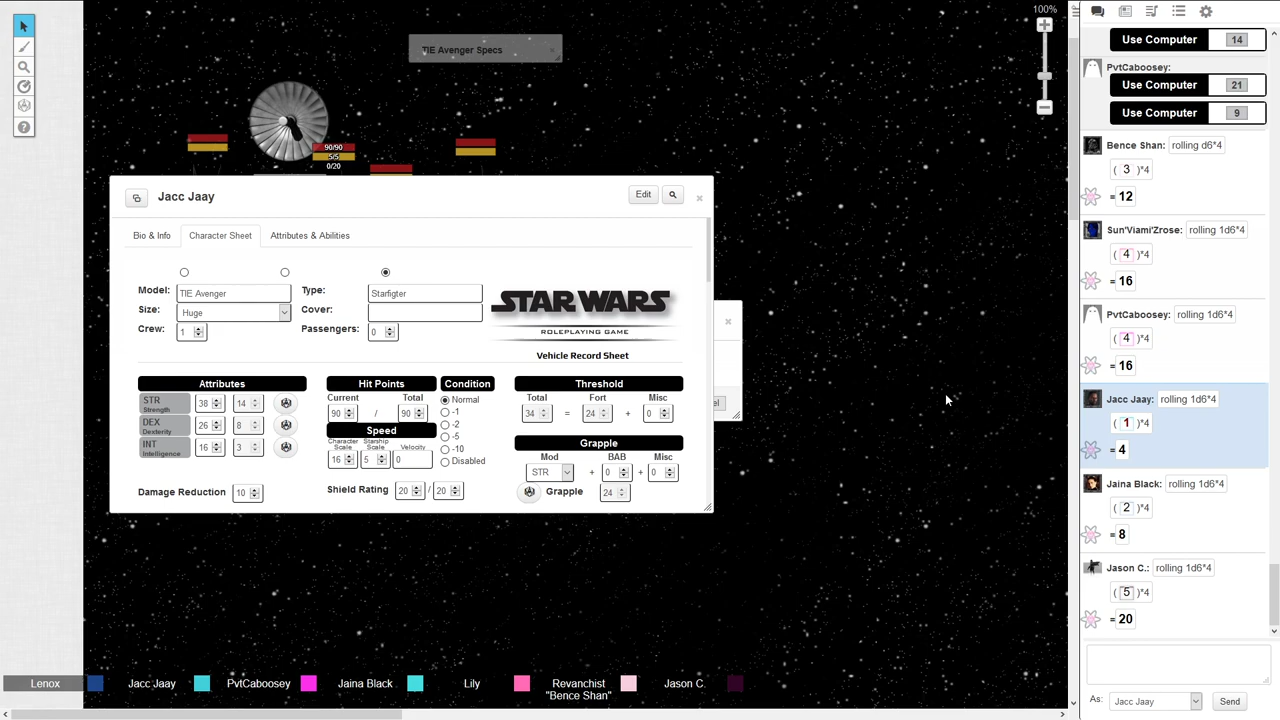 100%
TIE Avenger Specs
90/90
5/5
0/20
Jacc Jaay
Edit
Bio & Info
Character Sheet
Attributes & Abilities
Model:
TIE Avenger
Type:
Starfigter
Size:
Huge
Cover:
Crew:
1
Passengers:
0
STAR WARS
ROLEPLAYING GAME
Vehicle Record Sheet
Attributes
STR
Strength
38
14
DEX
Dexterity
26
8
INT
Intelligence
16
3
Damage Reduction
10
Hit Points
Current
Total
90
/
90
Speed
Character Scale
Starship Scale
Velocity
16
5
0
Shield Rating
20
/
20
Condition
Normal
-1
-2
-5
-10
Disabled
Threshold
Total
Fort
Misc
34
=
24
+
0
Grapple
Mod
BAB
Misc
STR
+
0
+
0
Grapple
24
Use Computer
14
PvtCaboosey:
Use Computer
21
Use Computer
9
Bence Shan: rolling d6*4
( 3 )*4
= 12
Sun'Viami'Zrose: rolling 1d6*4
( 4 )*4
= 16
PvtCaboosey: rolling 1d6*4
( 4 )*4
= 16
Jacc Jaay: rolling 1d6*4
( 1 )*4
= 4
Jaina Black: rolling 1d6*4
( 2 )*4
= 8
Jason C.: rolling 1d6*4
( 5 )*4
= 20
As:
Jacc Jaay
Send
Lenox
Jacc Jaay
PvtCaboosey
Jaina Black
Lily
Revanchist
"Bence Shan"
Jason C.